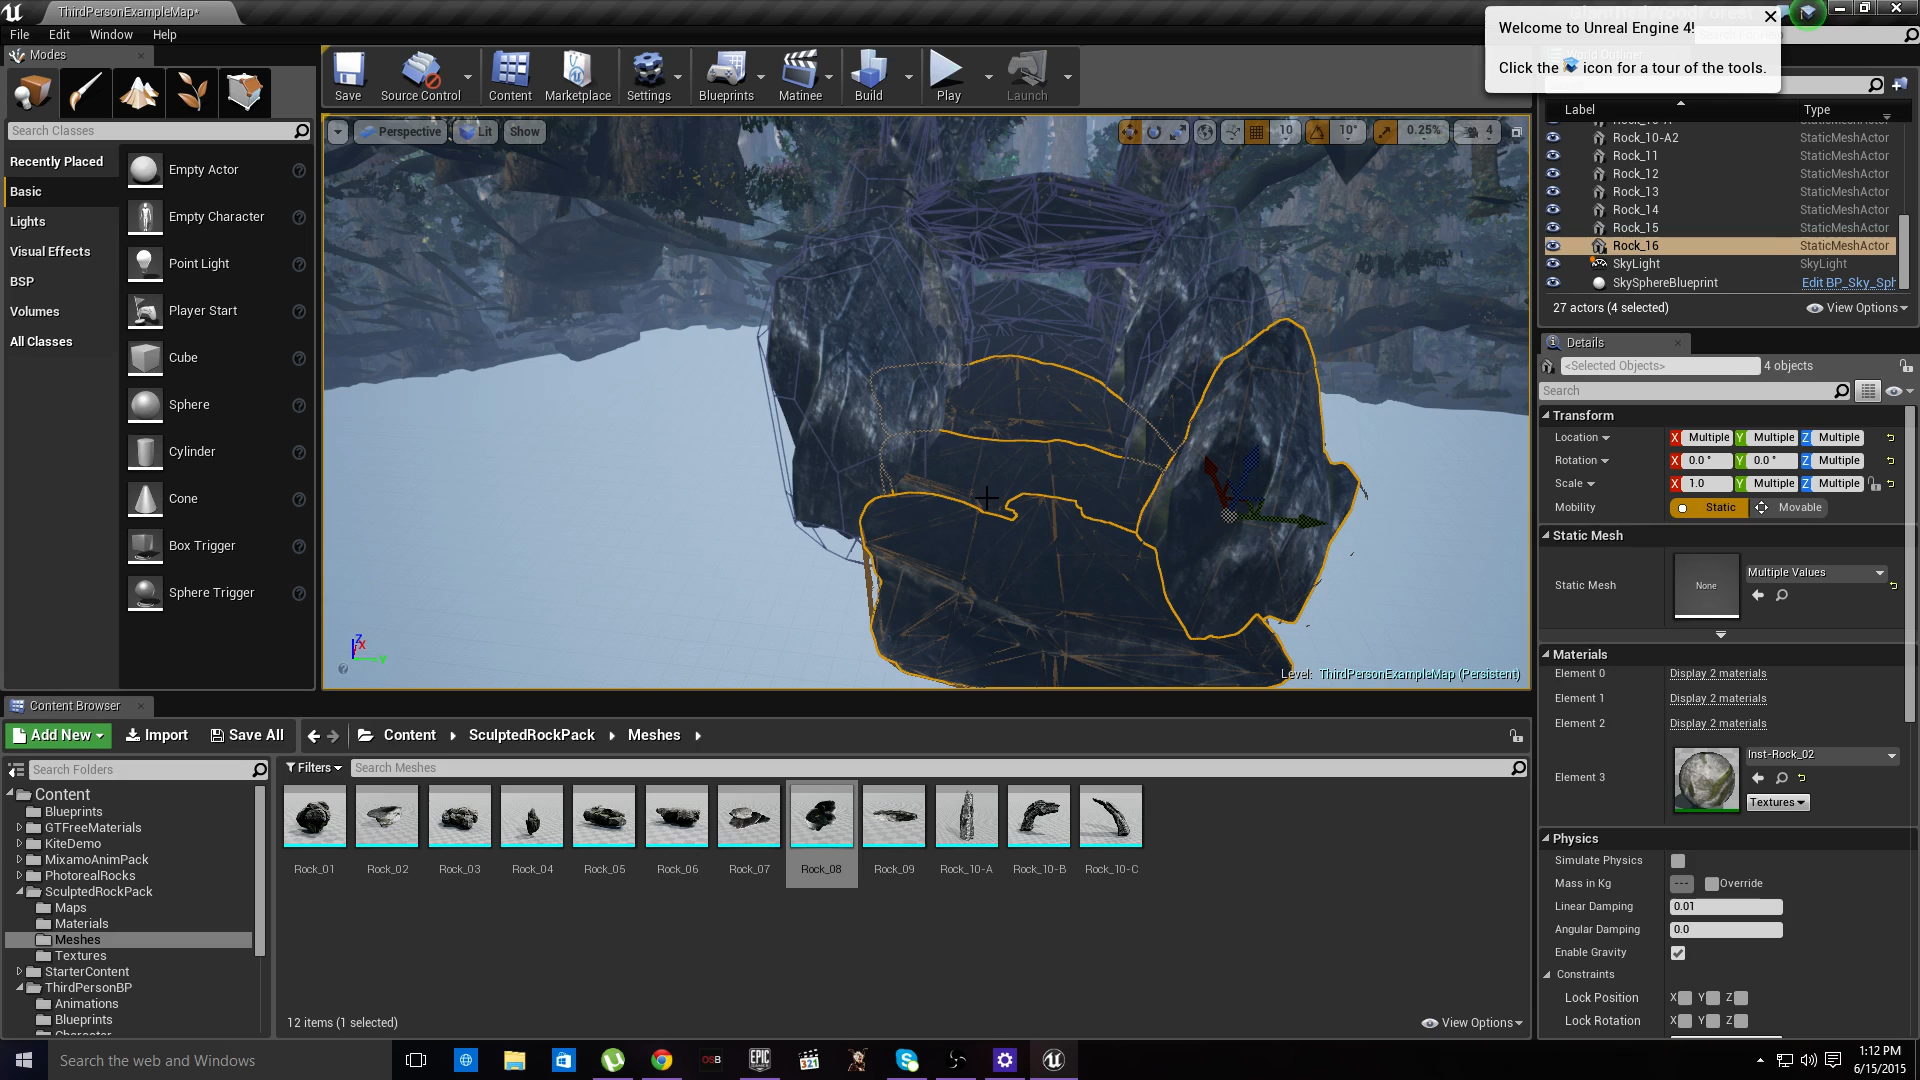 ThirdPersonExampleMap*
File
Edit
Window
Help
Modes
Welcome to Unreal Engine 4!
Click the icon for a tour of the tools.
Save
Source Control
Content
Marketplace
Settings
Blueprints
Matinee
Build
Play
Launch
Search Classes
Recently Placed
Basic
Lights
Visual Effects
BSP
Volumes
All Classes
Empty Actor
Empty Character
Point Light
Player Start
Cube
Sphere
Cylinder
Cone
Box Trigger
Sphere Trigger
Perspective
Lit
Show
10
10°
0.25%
4
Z
X
Y
Level: ThirdPersonExampleMap (Persistent)
Label
Type
Rock_10-A2 StaticMeshActor
Rock_11 StaticMeshActor
Rock_12 StaticMeshActor
Rock_13 StaticMeshActor
Rock_14 StaticMeshActor
Rock_15 StaticMeshActor
Rock_16 StaticMeshActor
SkyLight SkyLight
SkySphereBlueprint Edit BP_Sky_Sph
27 actors (4 selected)
View Options
Details
<Selected Objects>
4 objects
Search
Transform
Location X Multiple Y Multiple Z Multiple
Rotation X 0.0 ° Y 0.0 ° Z Multiple
Scale X 1.0 Y Multiple Z Multiple
Mobility Static Movable
Static Mesh
Static Mesh
None
Multiple Values
Materials
Element 0 Display 2 materials
Element 1 Display 2 materials
Element 2 Display 2 materials
Element 3
Inst-Rock_02
Textures
Physics
Simulate Physics
Mass in Kg --- Override
Linear Damping 0.01
Angular Damping 0.0
Enable Gravity
Constraints
Lock Position X Y Z
Lock Rotation X Y Z
Content Browser
Add New
Import
Save All
Content
SculptedRockPack
Meshes
Search Folders
Filters
Search Meshes
Content
Blueprints
GTFreeMaterials
KiteDemo
MixamoAnimPack
PhotorealRocks
SculptedRockPack
Maps
Materials
Meshes
Textures
StarterContent
ThirdPersonBP
Animations
Blueprints
Character
Rock_01
Rock_02
Rock_03
Rock_04
Rock_05
Rock_06
Rock_07
Rock_08
Rock_09
Rock_10-A
Rock_10-B
Rock_10-C
12 items (1 selected)
View Options
Search the web and Windows
OSB
EPIC
321
1:12 PM
6/15/2015